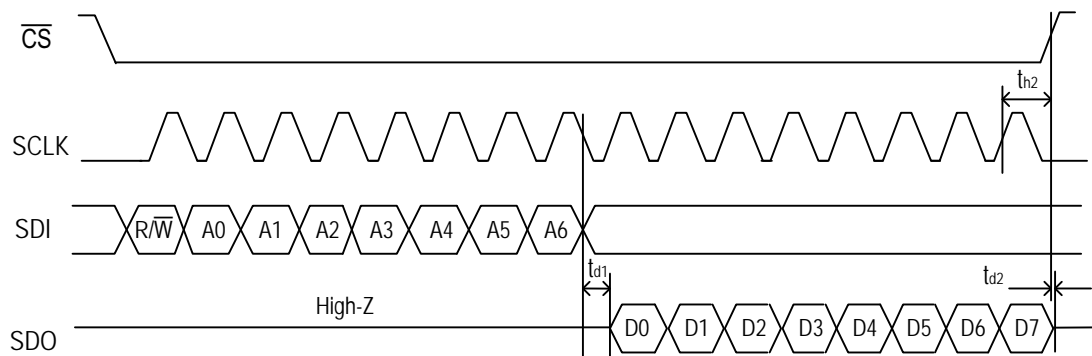 CS
th2
SCLK
SDI R/W A0 A1 A2 A3 A4 A5 A6
td1 td2
High-Z
SDO D0 D1 D2 D3 D4 D5 D6 D7